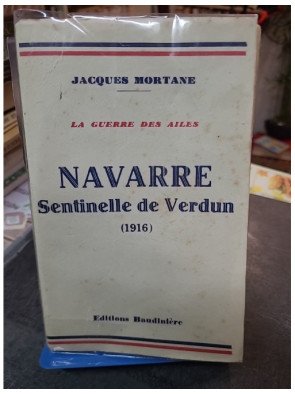 JACQUES MORTANE
LA GUERRE DES AILES
NAVARRE
Sentinelle de Verdun
(1916)
Editions Baudinière